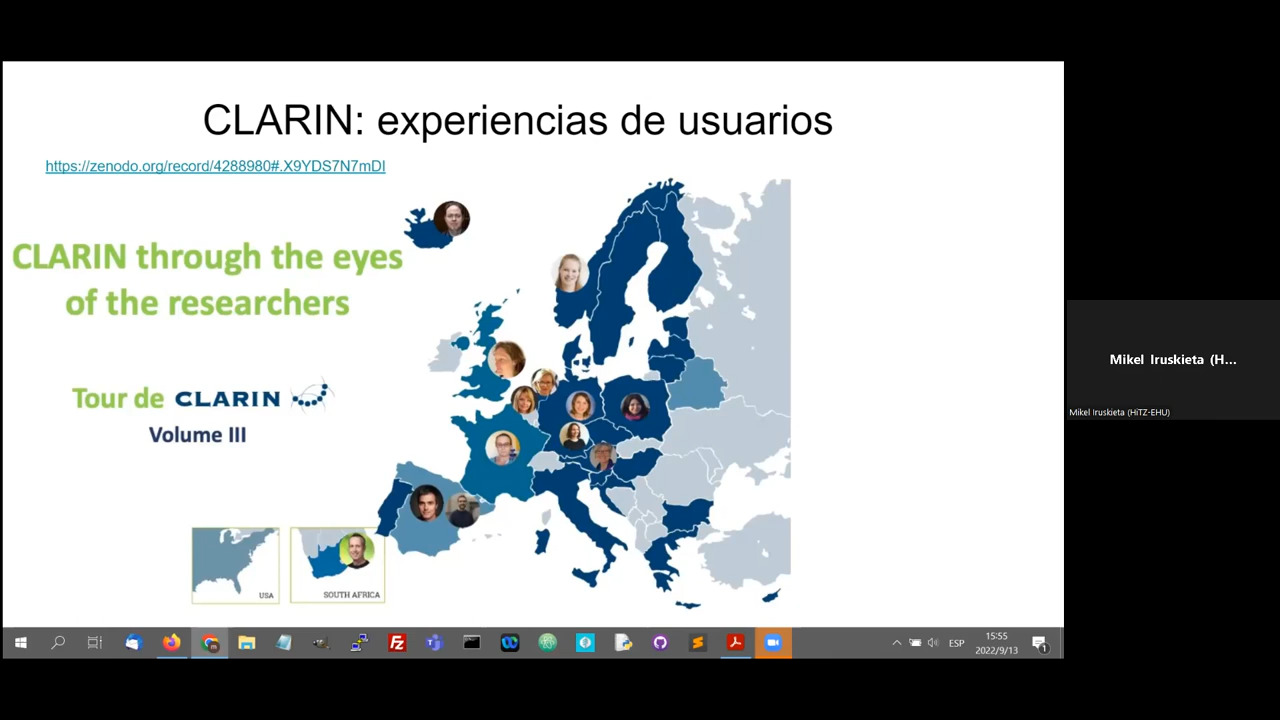 CLARIN: experiencias de usuarios
https://zenodo.org/record/4288980#.X9YDS7N7mDI
CLARIN through the eyes
of the researchers
Tour de CLARIN
Volume III
USA
SOUTH AFRICA
Mikel Iruskieta (H...
Mikel Iruskieta (HiTZ-EHU)
ESP
15:55
2022/9/13
1